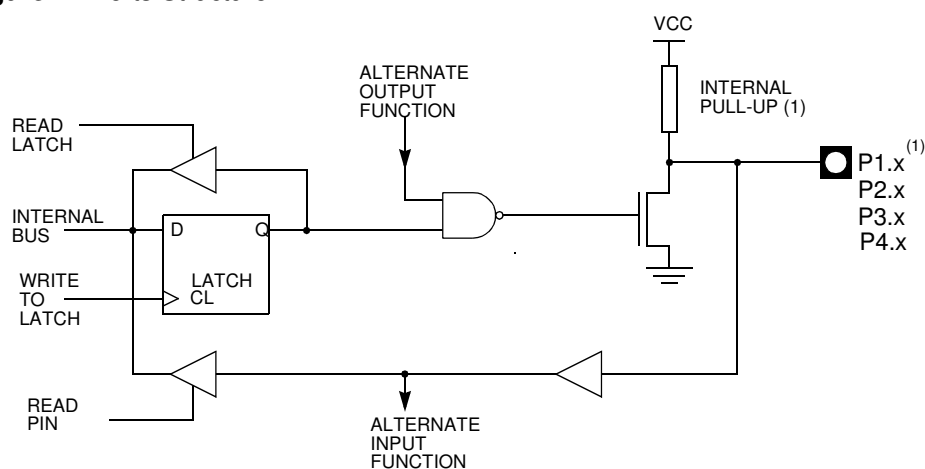 VCC
ALTERNATE
OUTPUT
FUNCTION
INTERNAL
PULL-UP (1)
READ
LATCH
P1.x (1)
P2.x
P3.x
P4.x
INTERNAL
BUS
D
Q
LATCH
CL
WRITE
TO
LATCH
READ
PIN
ALTERNATE
INPUT
FUNCTION